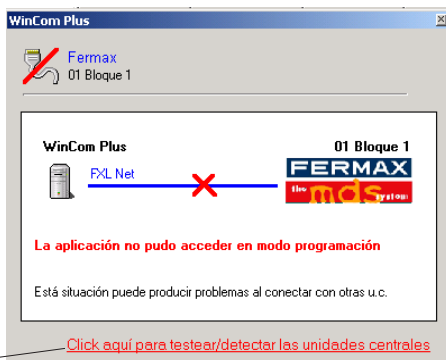 WinCom Plus
Fermax
01 Bloque 1
WinCom Plus
01 Bloque 1
FXL Net
FERMAX
the mds system
La aplicación no pudo acceder en modo programación
Está situación puede producir problemas al conectar con otras u.c.
Click aquí para testear/detectar las unidades centrales